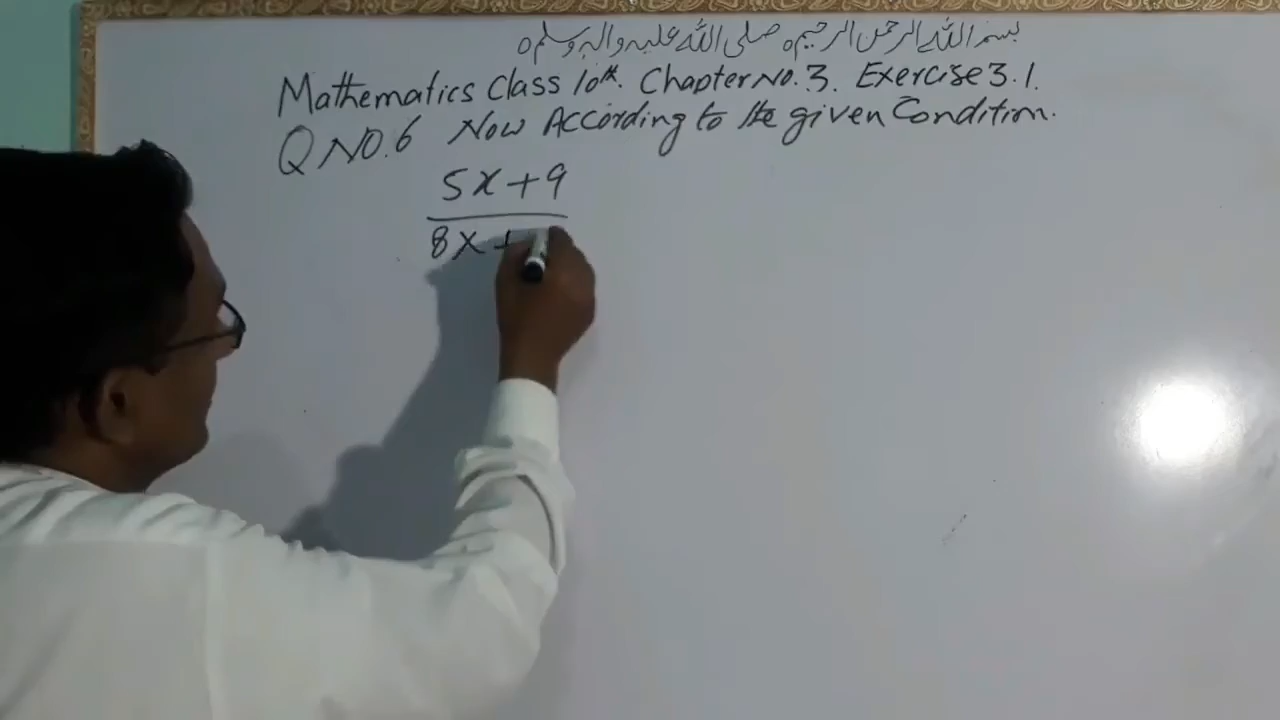 بسم اللہ الرحمن الرحیم ہ صلی اللہ علیہ والہ وسلم ہ
Mathematics Class 10th. Chapter No. 3. Exercise 3.1.
Q NO.6 Now According to the given Condition.
5x+9
8x+